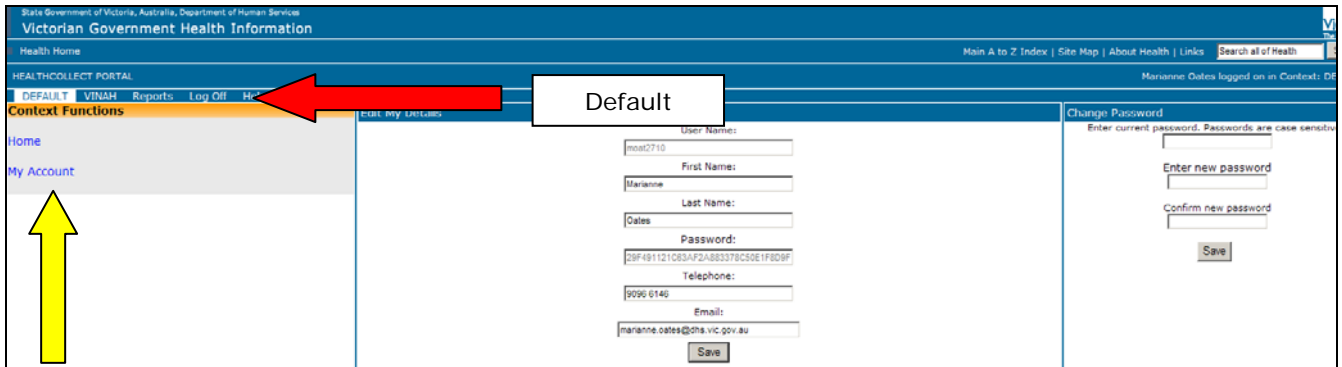 State Government of Victoria, Australia, Department of Human Services
Victorian Government Health Information
Health Home
Main A to Z Index | Site Map | About Health | Links
Search all of Health
HEALTHCOLLECT PORTAL
Marianne Oates logged on in Context: DE
DEFAULT VINAH Reports Log Off
Default
Context Functions
Home
My Account
Edit My Details
User Name:
moat2710
First Name:
Marianne
Last Name:
Oates
Password:
29F491121C63AF2A883378C50E1F8D9F
Telephone:
9096 6146
Email:
marianne.oates@dhs.vic.gov.au
Save
Change Password
Enter current password. Passwords are case sensitiv
Enter new password
Confirm new password
Save